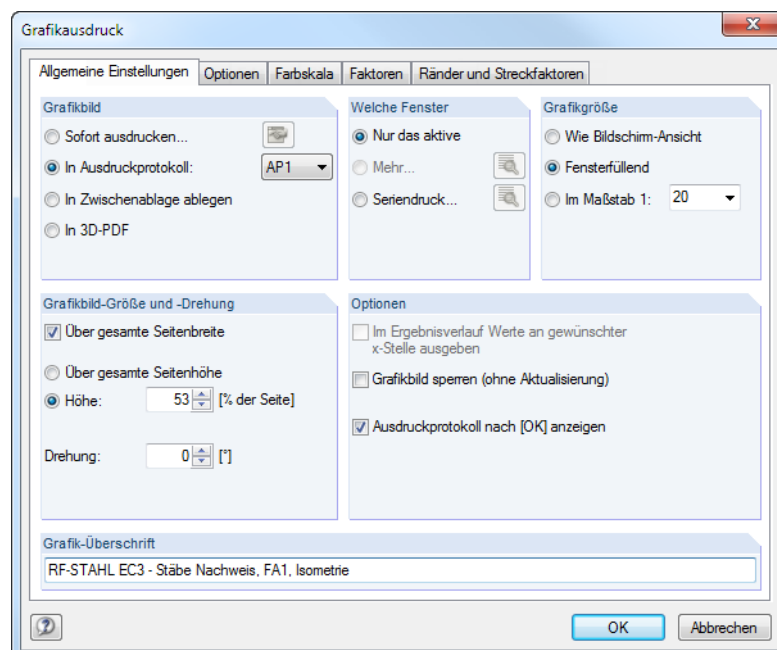 Grafikausdruck
Allgemeine Einstellungen
Optionen
Farbskala
Faktoren
Ränder und Streckfaktoren
Grafikbild
Sofort ausdrucken...
In Ausdruckprotokoll:
AP1
In Zwischenablage ablegen
In 3D-PDF
Welche Fenster
Nur das aktive
Mehr...
Seriendruck...
Grafikgröße
Wie Bildschirm-Ansicht
Fensterfüllend
Im Maßstab 1:
20
Grafikbild-Größe und -Drehung
Über gesamte Seitenbreite
Über gesamte Seitenhöhe
Höhe:
53
[% der Seite]
Drehung:
0
[°]
Optionen
Im Ergebnisverlauf Werte an gewünschter
x-Stelle ausgeben
Grafikbild sperren (ohne Aktualisierung)
Ausdruckprotokoll nach [OK] anzeigen
Grafik-Überschrift
RF-STAHL EC3 - Stäbe Nachweis, FA1, Isometrie
OK
Abbrechen